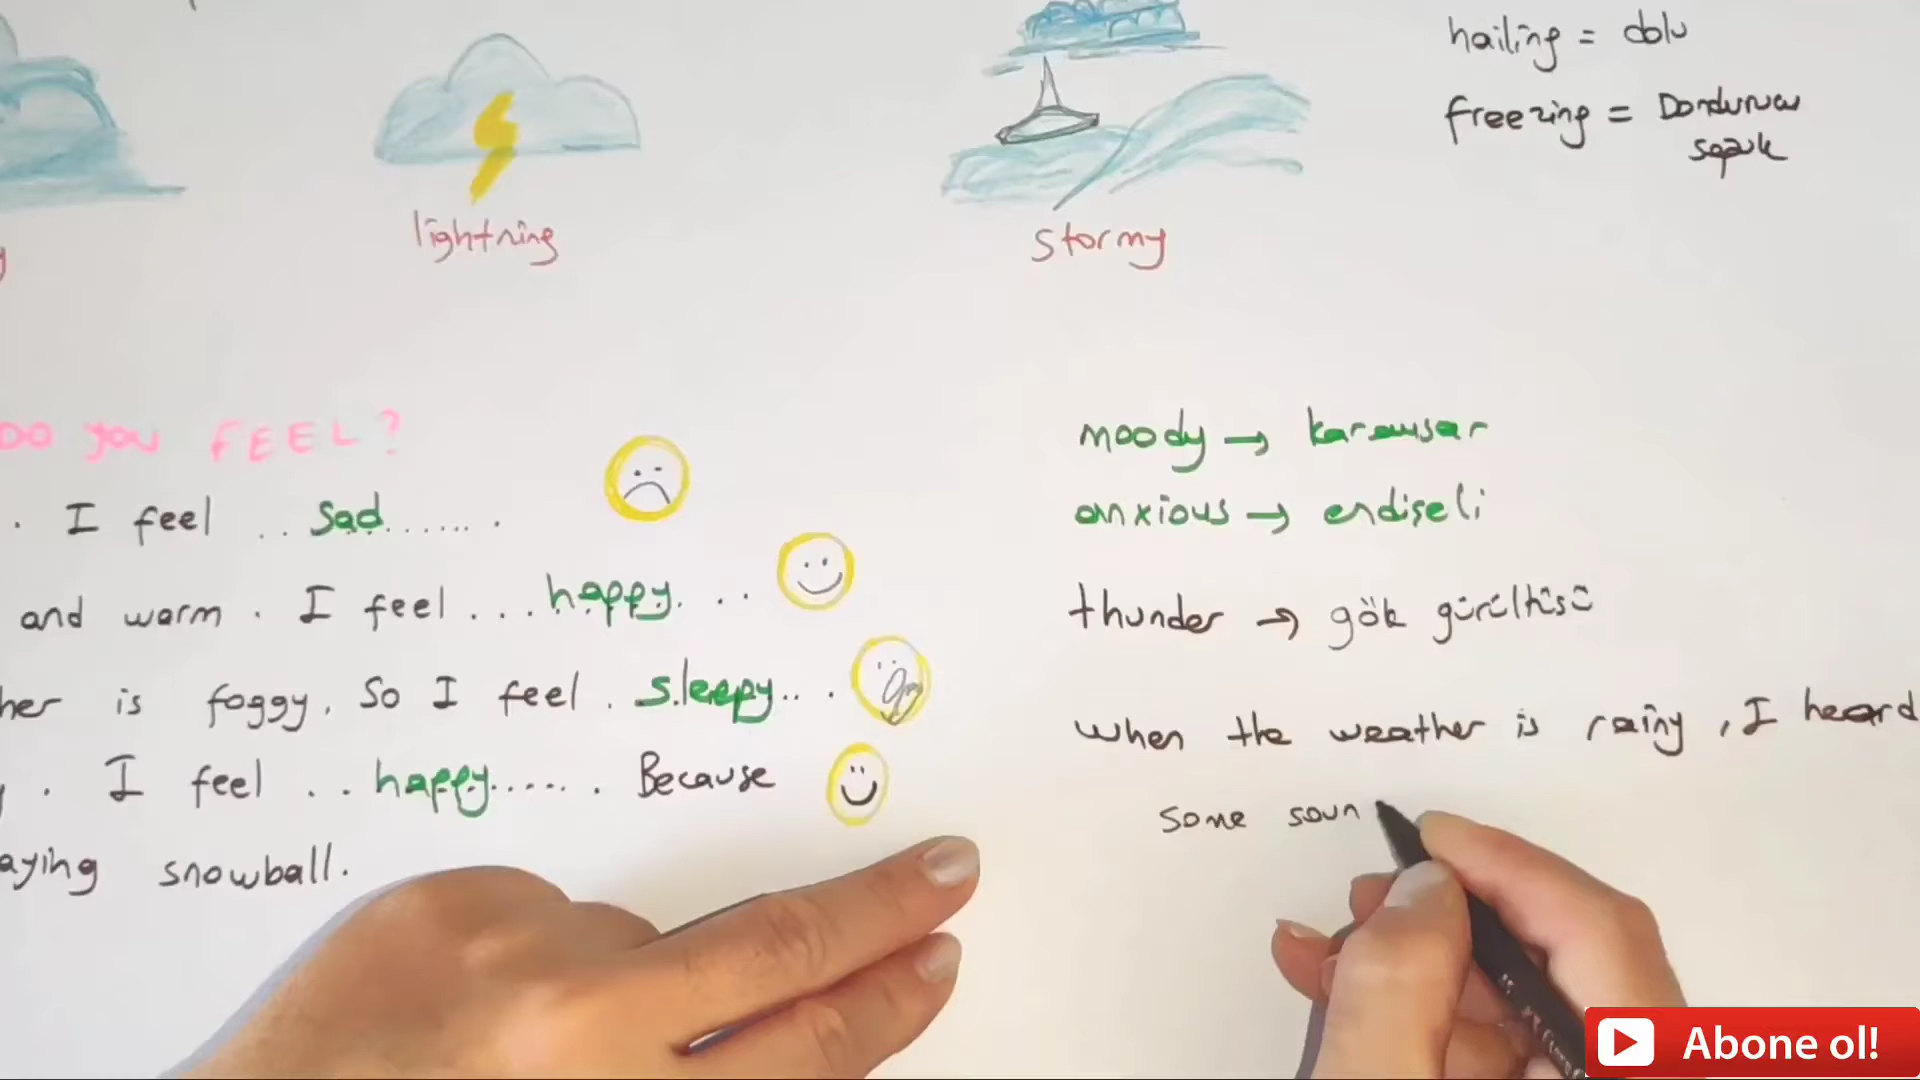 hailing = dolu
freezing = Dondurucu
soğuk
lightning
stormy
DO YOU FEEL?
. I feel ..sad...... .
and warm . I feel ...happy. ..
her is foggy. So I feel . sleepy.. .
y . I feel ..happy...... . Because
aying snowball.
moody → karamsar
anxious → endişeli
thunder → gök gürültüsü
when the weather is rainy , I heard
some soun
Abone ol!